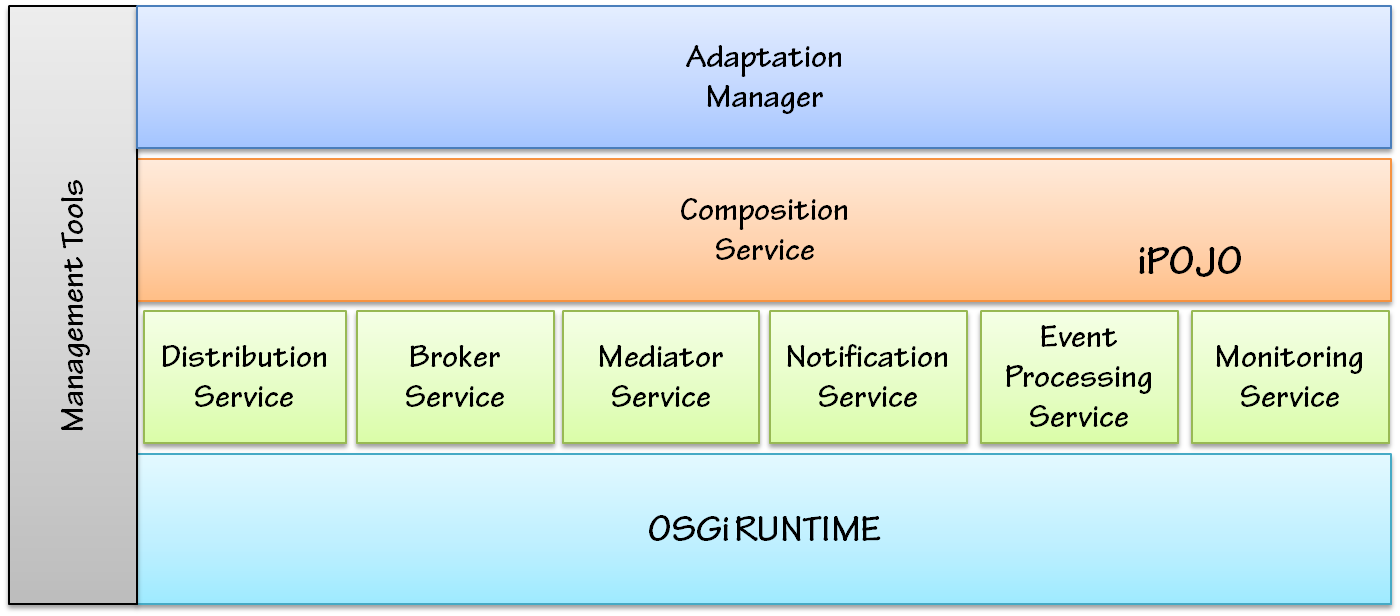 Management Tools
Adaptation
Manager
Composition
Service
iPOJO
Distribution
Service
Broker
Service
Mediator
Service
Notification
Service
Event
Processing
Service
Monitoring
Service
OSGi RUNTIME